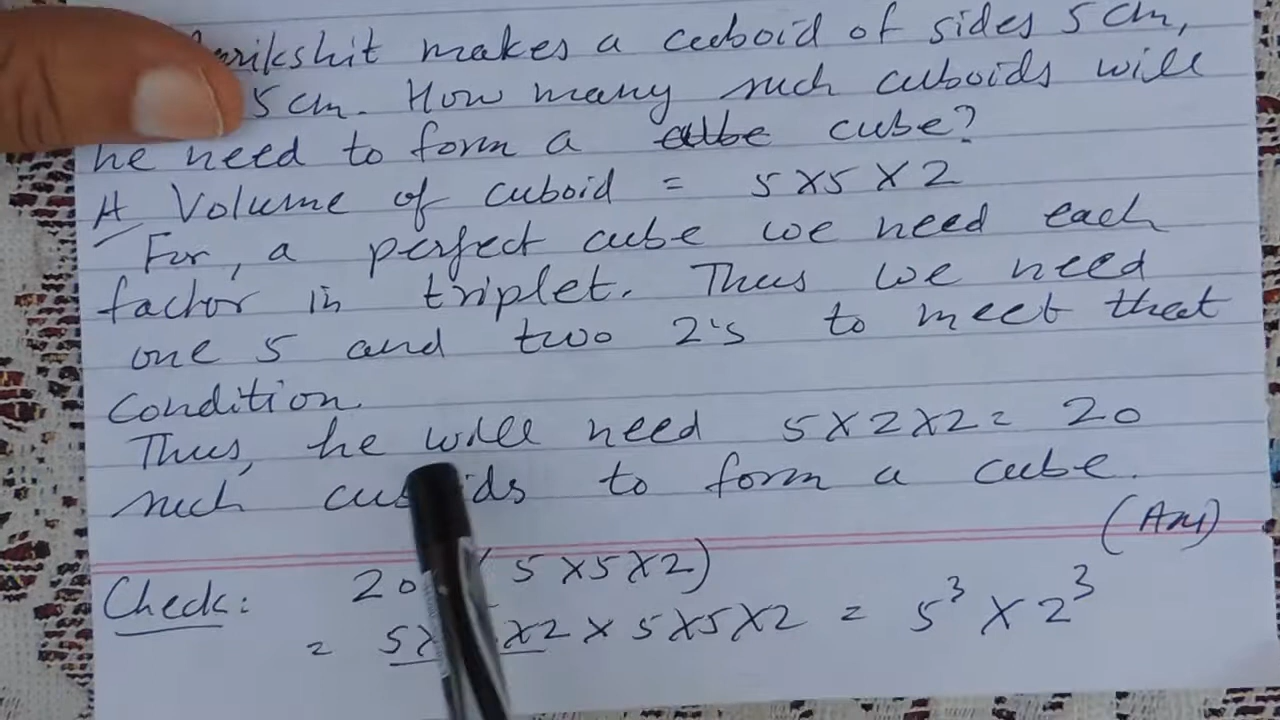 makes a cuboid of sides 5 cm,
5 cm. How many such cuboids will
he need to form a cube?
A Volume of cuboid = 5 X 5 X 2
For, a perfect cube we need each
factor in triplet. Thus we need
one 5 and two 2's to meet that
condition.
Thus, he will need 5 X 2 X 2 = 20
such to form a cube.
(Ans)
Check: 20 (5 X 5 X 2)
= 5 X X 2 X 5 X 5 X 2 = 5³ X 2³